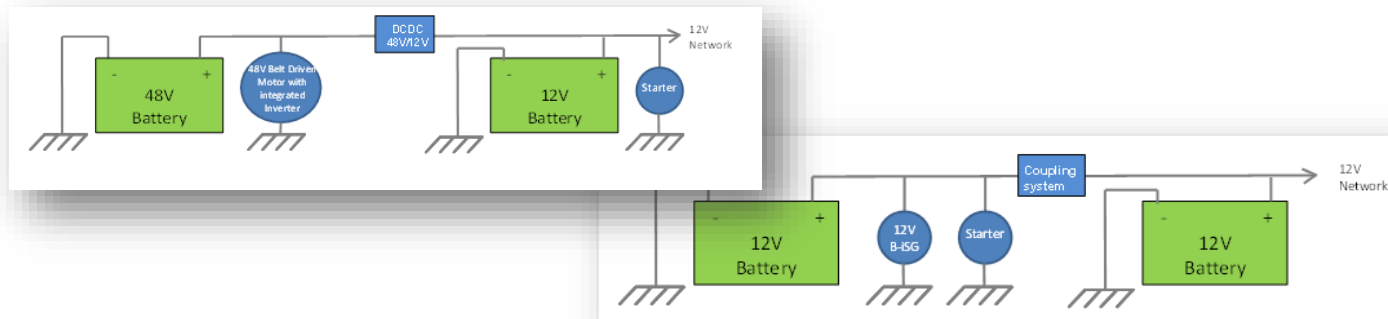 DCDC
48V/12V
12V
Network
- +
48V
Battery
48V Belt Driven
Motor with
integrated
Inverter
- +
12V
Battery
Starter
Coupling
system
12V
Network
- +
12V
Battery
12V
B-iSG
Starter
- +
12V
Battery